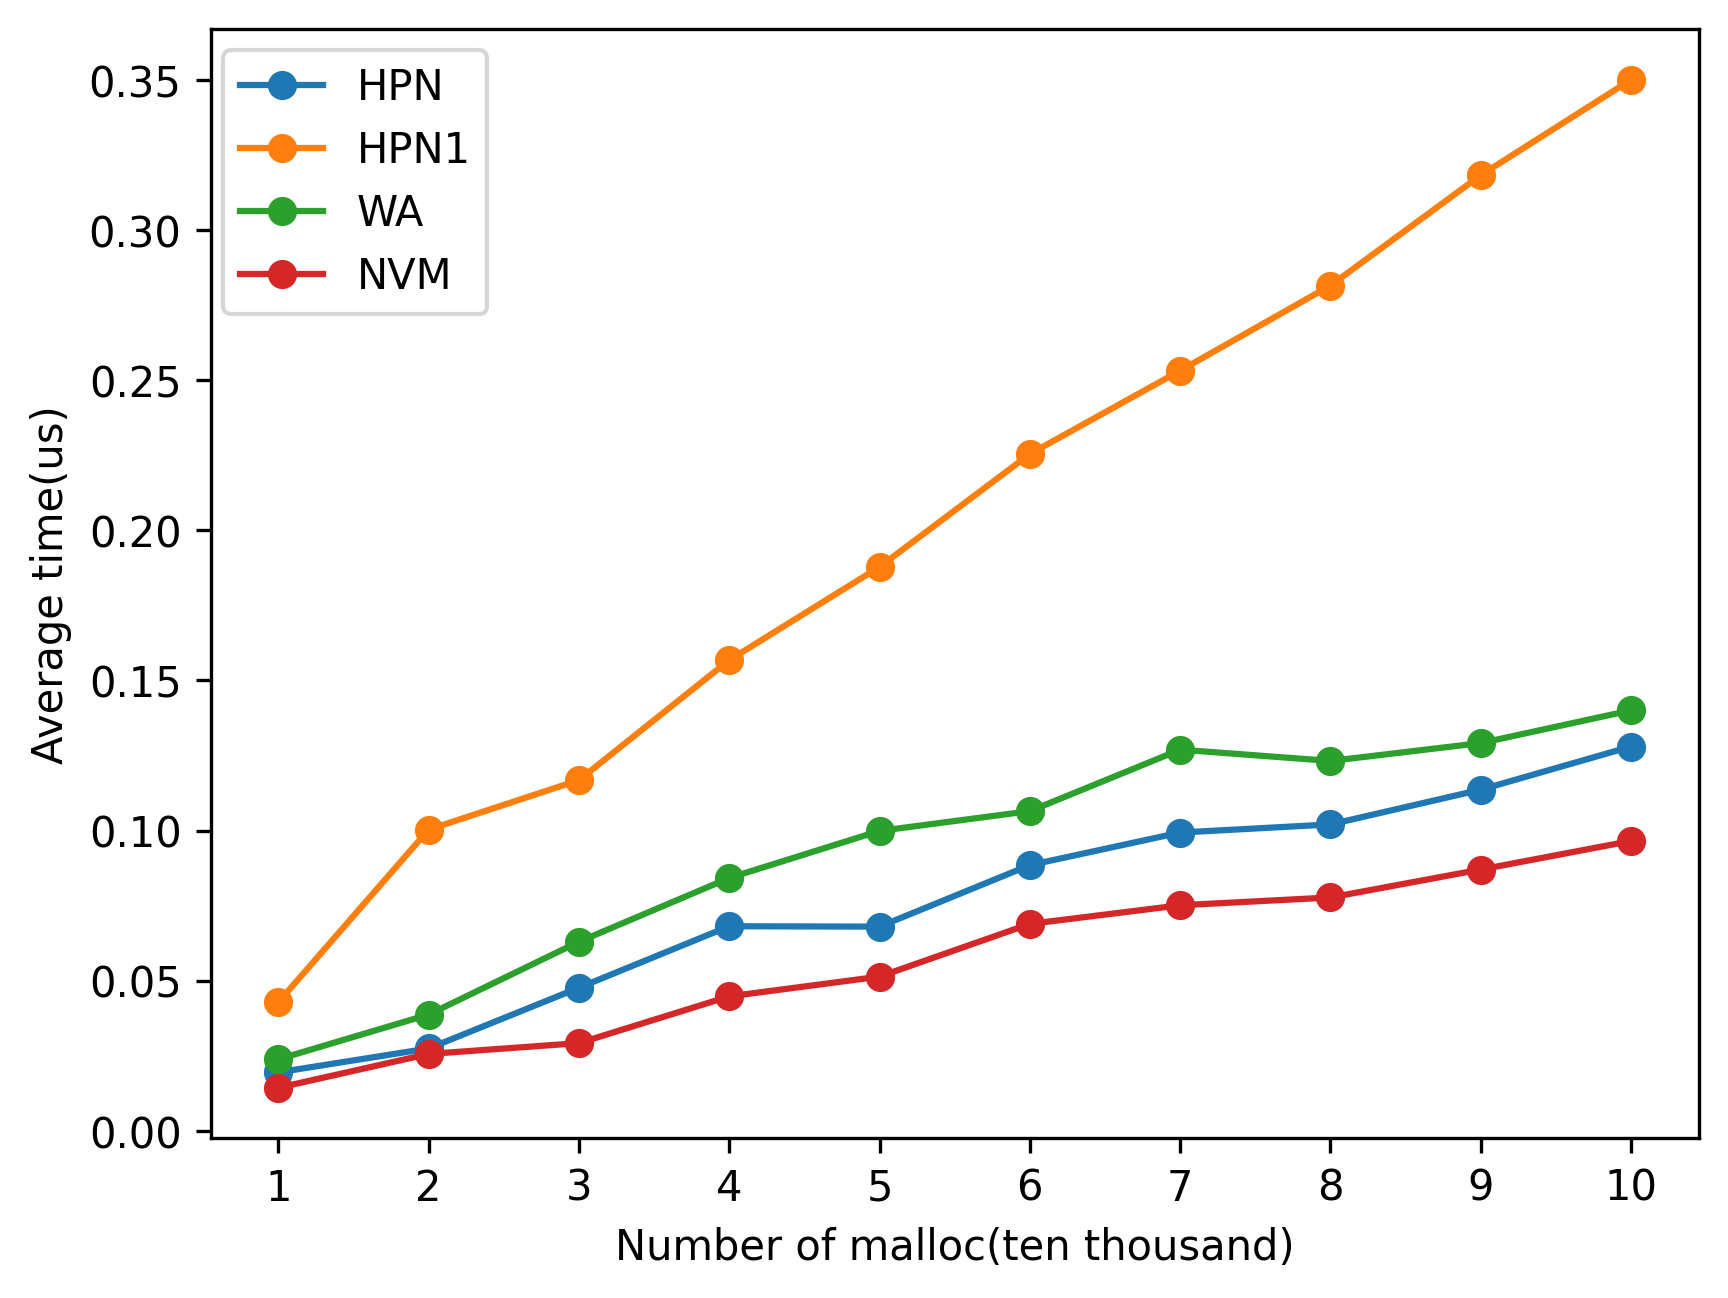 HPN
HPN1
WA
NVM
0.35
0.30
0.25
0.20
0.15
0.10
0.05
0.00
Average time(us)
1 2 3 4 5 6 7 8 9 10
Number of malloc(ten thousand)